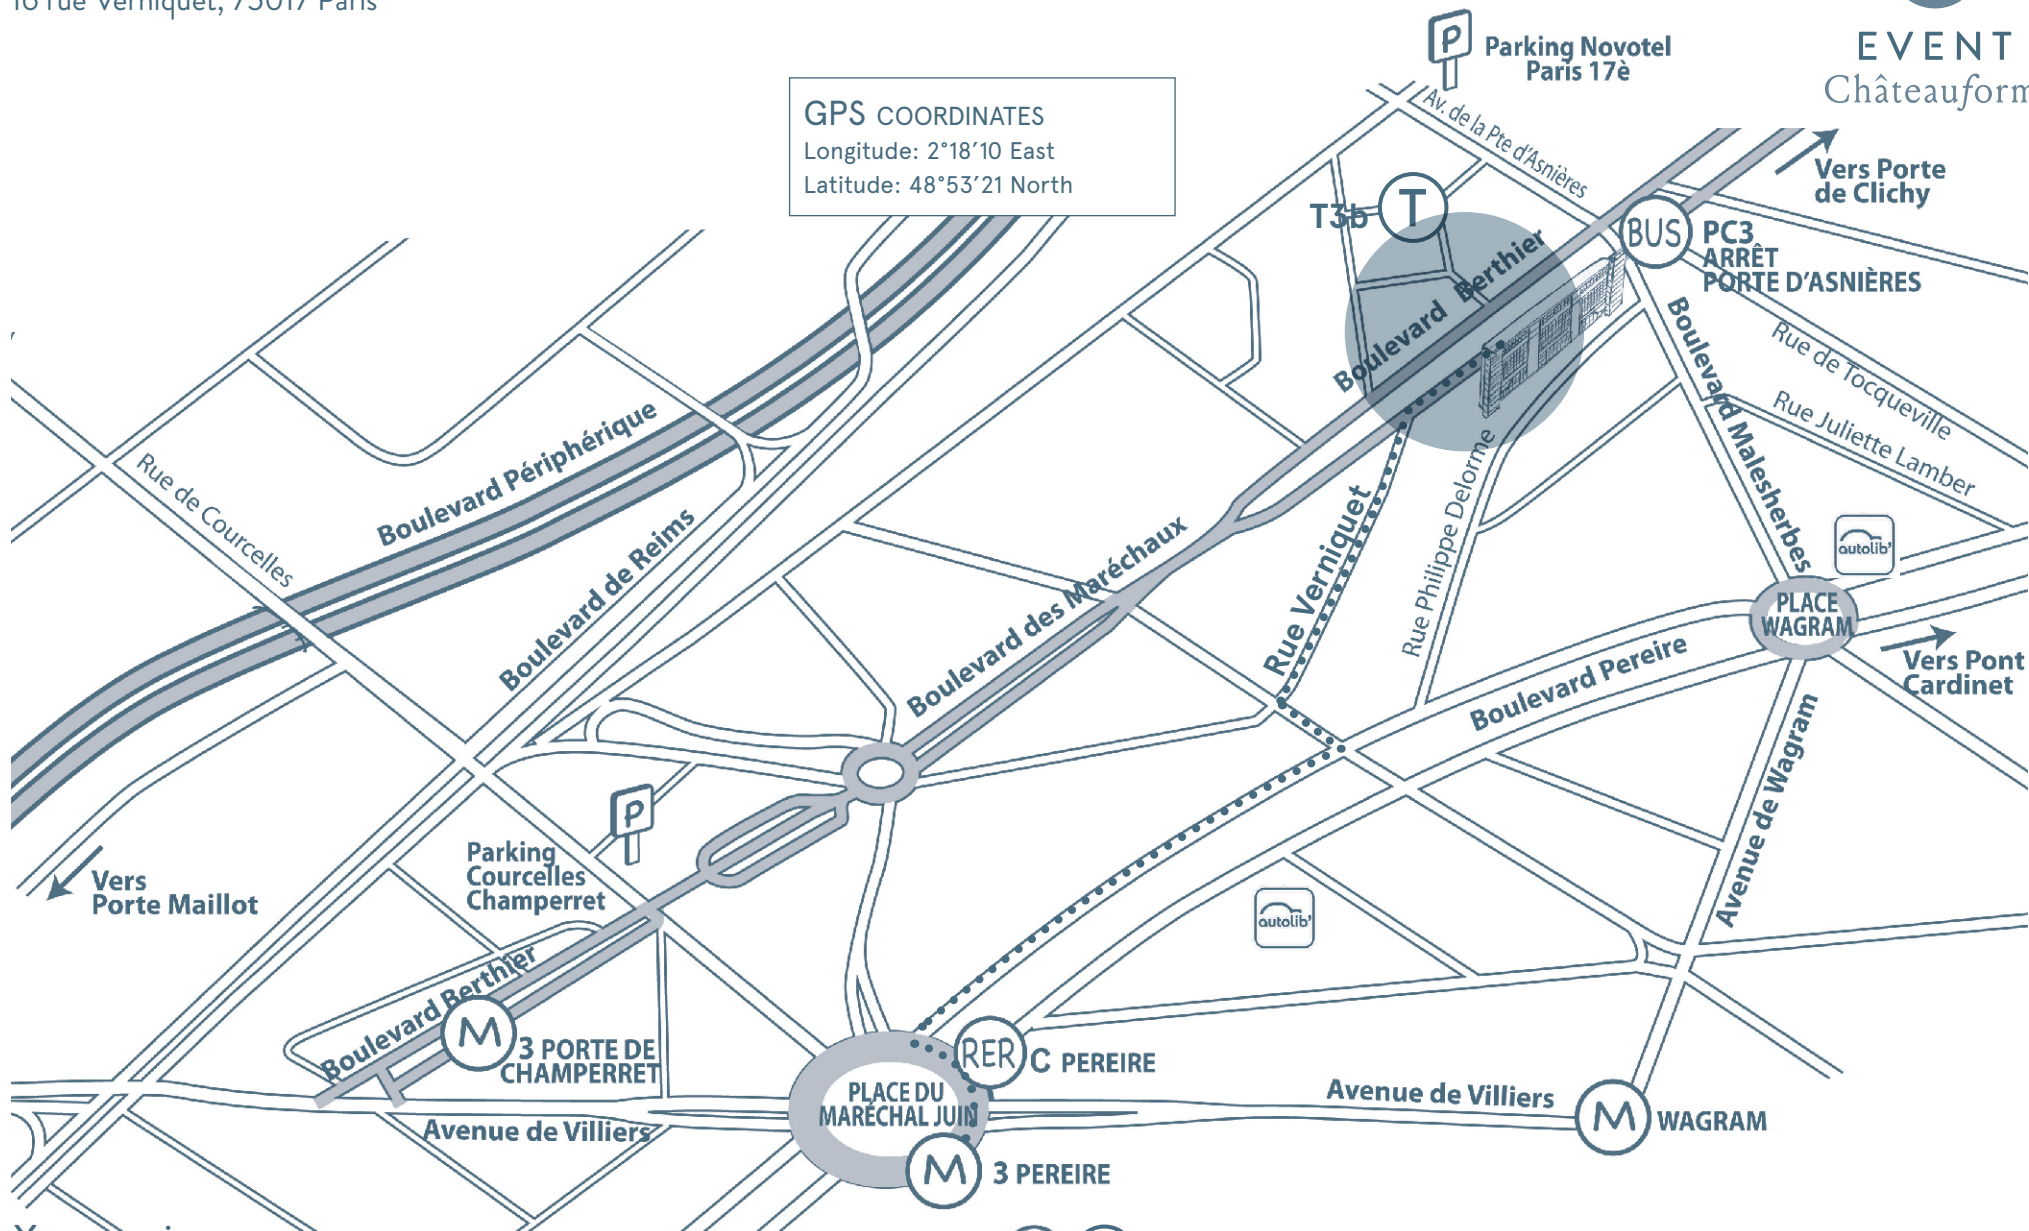 16 rue Verniquet, 75017 Paris
EVENT
Châteauform
GPS COORDINATES
Longitude: 2°18′10 East
Latitude: 48°53′21 North
P
Parking Novotel
Paris 17è
Av. de la Pte d'Asnières
Vers Porte
de Clichy
T3b
T
BUS
PC3
ARRÊT
PORTE D'ASNIÈRES
Boulevard Berthier
Boulevard Malesherbes
Rue de Tocqueville
Rue Juliette Lamber
Boulevard Périphérique
Rue de Courcelles
Boulevard de Reims
Boulevard des Maréchaux
Rue Verniquet
Rue Philippe Delorme
autolib'
PLACE
WAGRAM
Vers Pont
Cardinet
Boulevard Pereire
Avenue de Wagram
P
Parking
Courcelles
Champerret
Vers
Porte Maillot
autolib'
Boulevard Berthier
M
3 PORTE DE
CHAMPERRET
RER
C PEREIRE
PLACE DU
MARÉCHAL JUIN
Avenue de Villiers
Avenue de Villiers
M
WAGRAM
M
3 PEREIRE